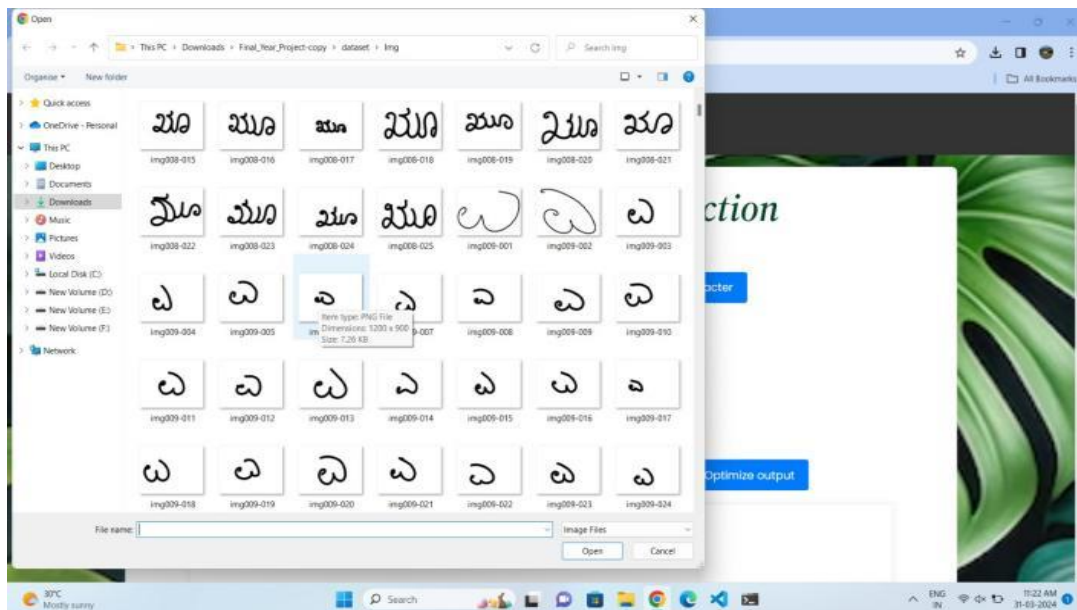 Open
This PC > Downloads > Final_Year_Project-copy > dataset > Img
Search Img
Organise
New folder
All Bookmarks
Quick access
OneDrive - Personal
This PC
Desktop
Documents
Downloads
Music
Pictures
Videos
Local Disk (C:)
New Volume (D:)
New Volume (E:)
New Volume (F:)
Network
img008-015 img008-016 img008-017 img008-018 img008-019 img008-020 img008-021
img008-022 img008-023 img008-024 img008-025 img009-001 img009-002 img009-003
img009-004 img009-005 009-007 img009-008 img009-009 img009-010
Item type: PNG File
Dimensions: 1200 x 900
Size: 7.26 KB
img009-011 img009-012 img009-013 img009-014 img009-015 img009-016 img009-017
img009-018 img009-019 img009-020 img009-021 img009-022 img009-023 img009-024
ction
acter
Optimize output
File name:
Image Files
Open Cancel
30°C
Mostly sunny
Search
ENG
IN
11:22 AM
31-03-2024